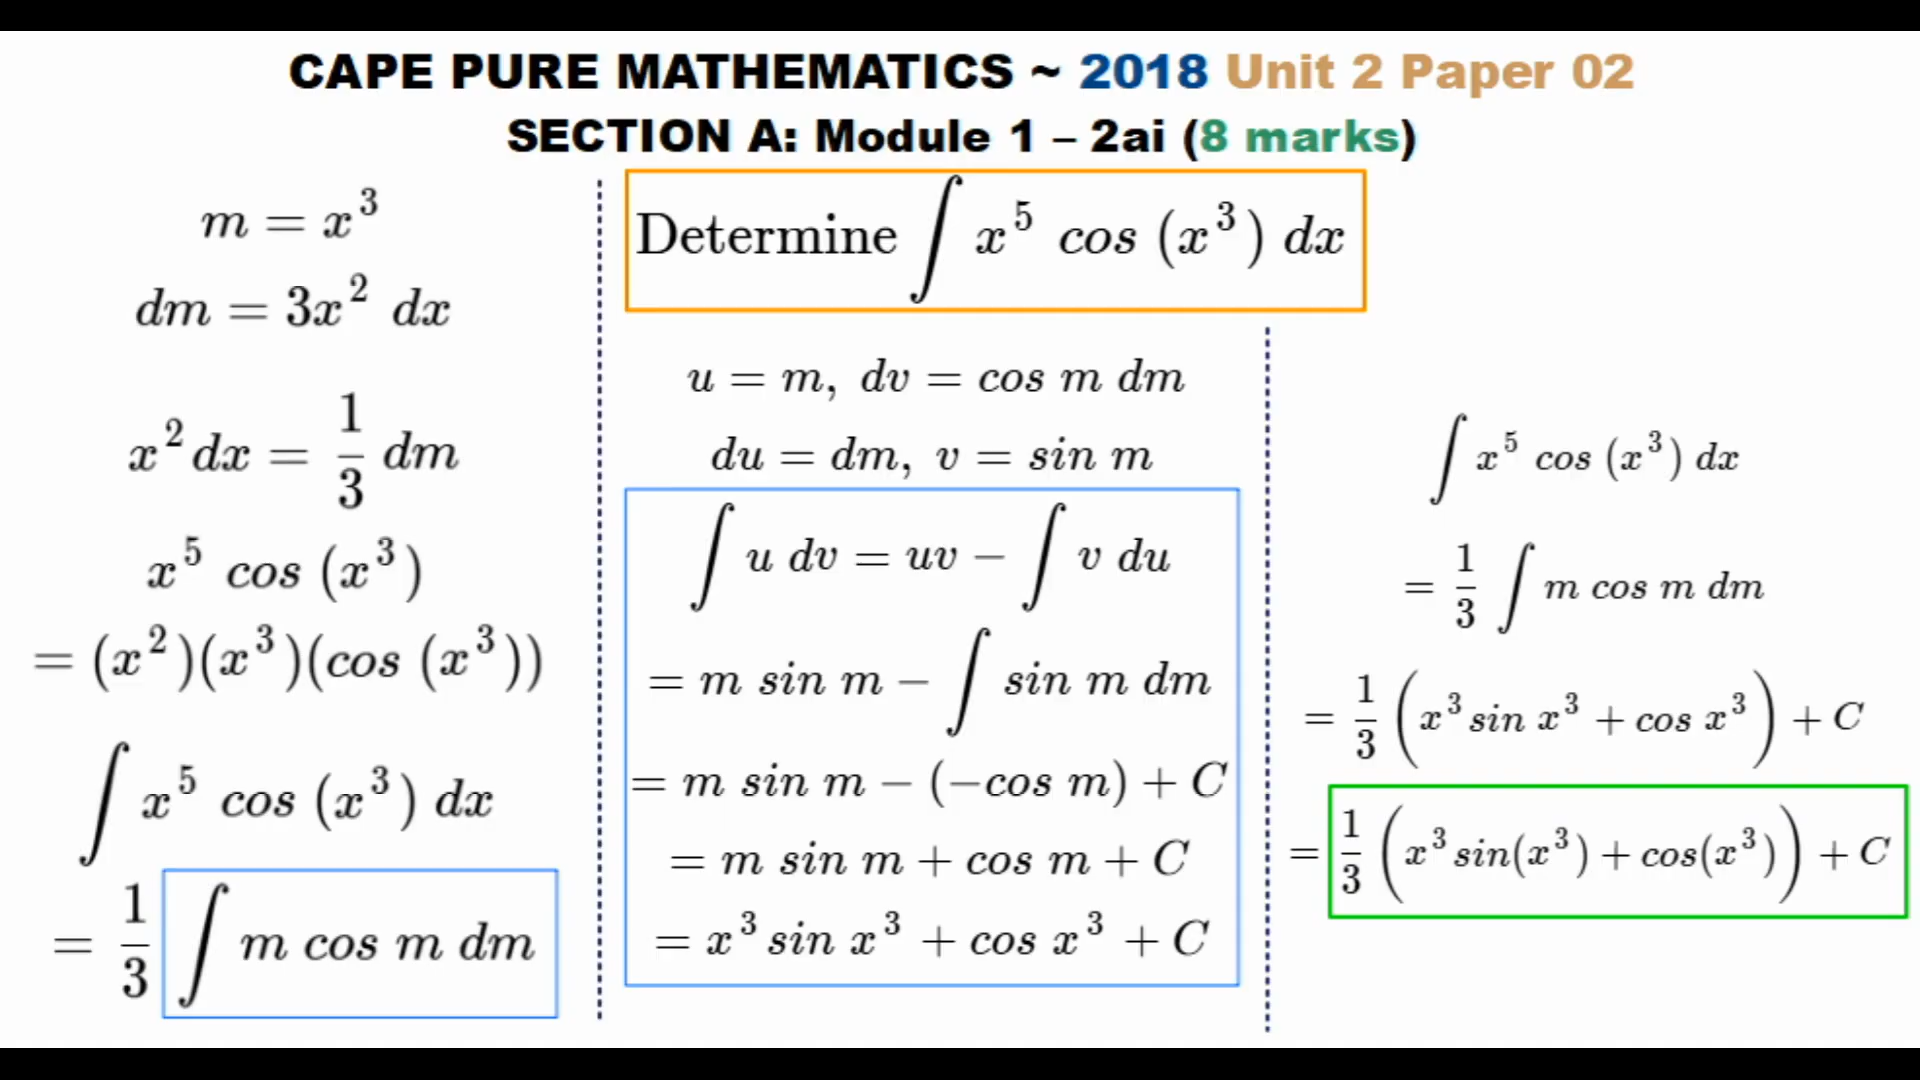 CAPE PURE MATHEMATICS ~ 2018 Unit 2 Paper 02
SECTION A: Module 1 – 2ai (8 marks)
m = x³
dm = 3x² dx
x² dx = 1/3 dm
x⁵ cos (x³)
= (x²)(x³)(cos (x³))
∫ x⁵ cos (x³) dx
= 1/3 ∫ m cos m dm
Determine ∫ x⁵ cos (x³) dx
u = m, dv = cos m dm
du = dm, v = sin m
∫ u dv = uv − ∫ v du
= m sin m − ∫ sin m dm
= m sin m − (−cos m) + C
= m sin m + cos m + C
= x³ sin x³ + cos x³ + C
∫ x⁵ cos (x³) dx
= 1/3 ∫ m cos m dm
= 1/3 (x³ sin x³ + cos x³) + C
= 1/3 (x³ sin(x³) + cos(x³)) + C